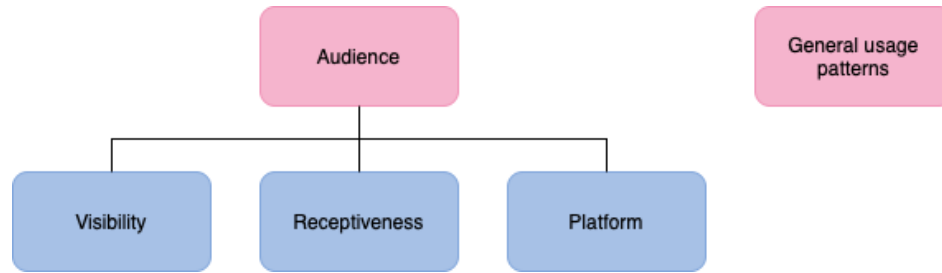 Audience
General usage
patterns
Visibility
Receptiveness
Platform